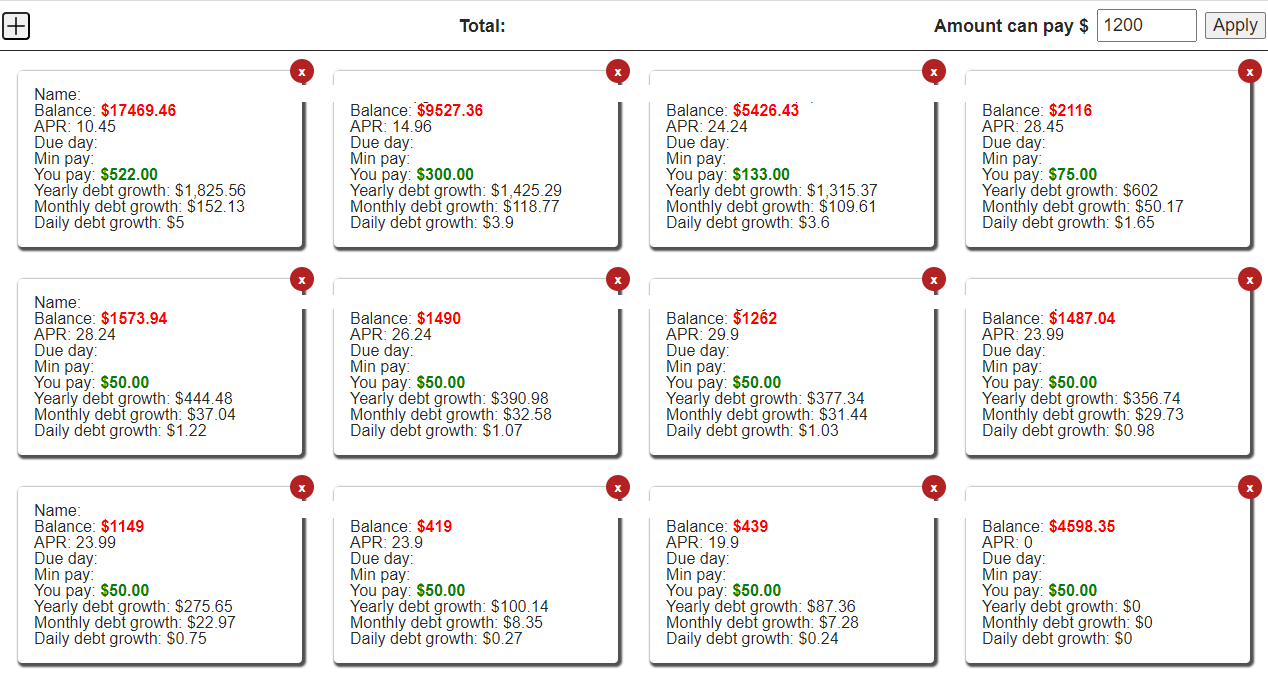 + Total: Amount can pay $ 1200 Apply
x
Name:
Balance: $17469.46
APR: 10.45
Due day:
Min pay:
You pay: $522.00
Yearly debt growth: $1,825.56
Monthly debt growth: $152.13
Daily debt growth: $5
x
Balance: $9527.36
APR: 14.96
Due day:
Min pay:
You pay: $300.00
Yearly debt growth: $1,425.29
Monthly debt growth: $118.77
Daily debt growth: $3.9
x
Balance: $5426.43
APR: 24.24
Due day:
Min pay:
You pay: $133.00
Yearly debt growth: $1,315.37
Monthly debt growth: $109.61
Daily debt growth: $3.6
x
Balance: $2116
APR: 28.45
Due day:
Min pay:
You pay: $75.00
Yearly debt growth: $602
Monthly debt growth: $50.17
Daily debt growth: $1.65
x
Name:
Balance: $1573.94
APR: 28.24
Due day:
Min pay:
You pay: $50.00
Yearly debt growth: $444.48
Monthly debt growth: $37.04
Daily debt growth: $1.22
x
Balance: $1490
APR: 26.24
Due day:
Min pay:
You pay: $50.00
Yearly debt growth: $390.98
Monthly debt growth: $32.58
Daily debt growth: $1.07
x
Balance: $1262
APR: 29.9
Due day:
Min pay:
You pay: $50.00
Yearly debt growth: $377.34
Monthly debt growth: $31.44
Daily debt growth: $1.03
x
Balance: $1487.04
APR: 23.99
Due day:
Min pay:
You pay: $50.00
Yearly debt growth: $356.74
Monthly debt growth: $29.73
Daily debt growth: $0.98
x
Name:
Balance: $1149
APR: 23.99
Due day:
Min pay:
You pay: $50.00
Yearly debt growth: $275.65
Monthly debt growth: $22.97
Daily debt growth: $0.75
x
Balance: $419
APR: 23.9
Due day:
Min pay:
You pay: $50.00
Yearly debt growth: $100.14
Monthly debt growth: $8.35
Daily debt growth: $0.27
x
Balance: $439
APR: 19.9
Due day:
Min pay:
You pay: $50.00
Yearly debt growth: $87.36
Monthly debt growth: $7.28
Daily debt growth: $0.24
x
Balance: $4598.35
APR: 0
Due day:
Min pay:
You pay: $50.00
Yearly debt growth: $0
Monthly debt growth: $0
Daily debt growth: $0